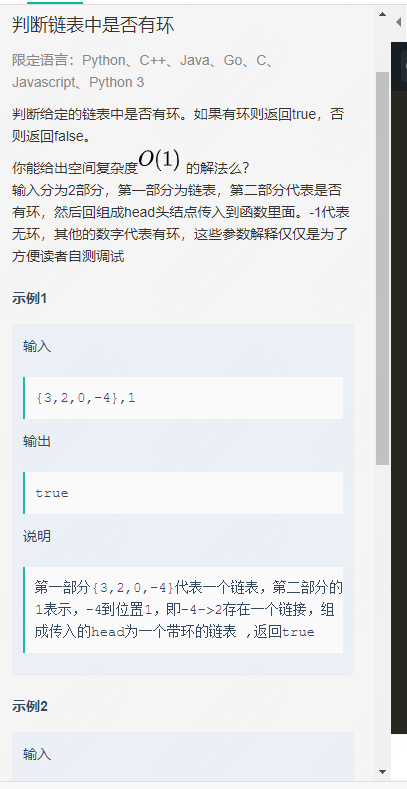 判断链表中是否有环
限定语言：Python、C++、Java、Go、C、
Javascript、Python 3
判断给定的链表中是否有环。如果有环则返回true，否
则返回false。
你能给出空间复杂度O(1) 的解法么？
输入分为2部分，第一部分为链表，第二部分代表是否
有环，然后回组成head头结点传入到函数里面。-1代表
无环，其他的数字代表有环，这些参数解释仅仅是为了
方便读者自测调试
示例1
输入
{3,2,0,-4},1
输出
true
说明
第一部分{3,2,0,-4}代表一个链表，第二部分的
1表示，-4到位置1，即-4->2存在一个链接，组
成传入的head为一个带环的链表 ,返回true
示例2
输入